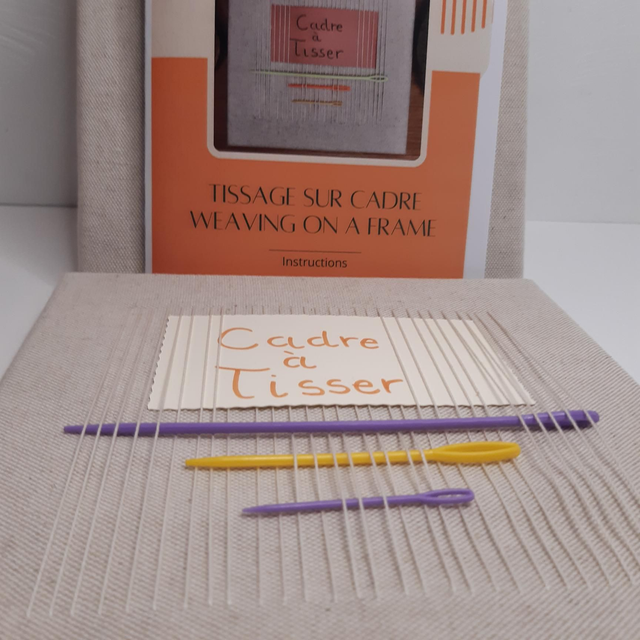 Cadre
à
Tisser
TISSAGE SUR CADRE
WEAVING ON A FRAME
Instructions
Cadre
à
Tisser